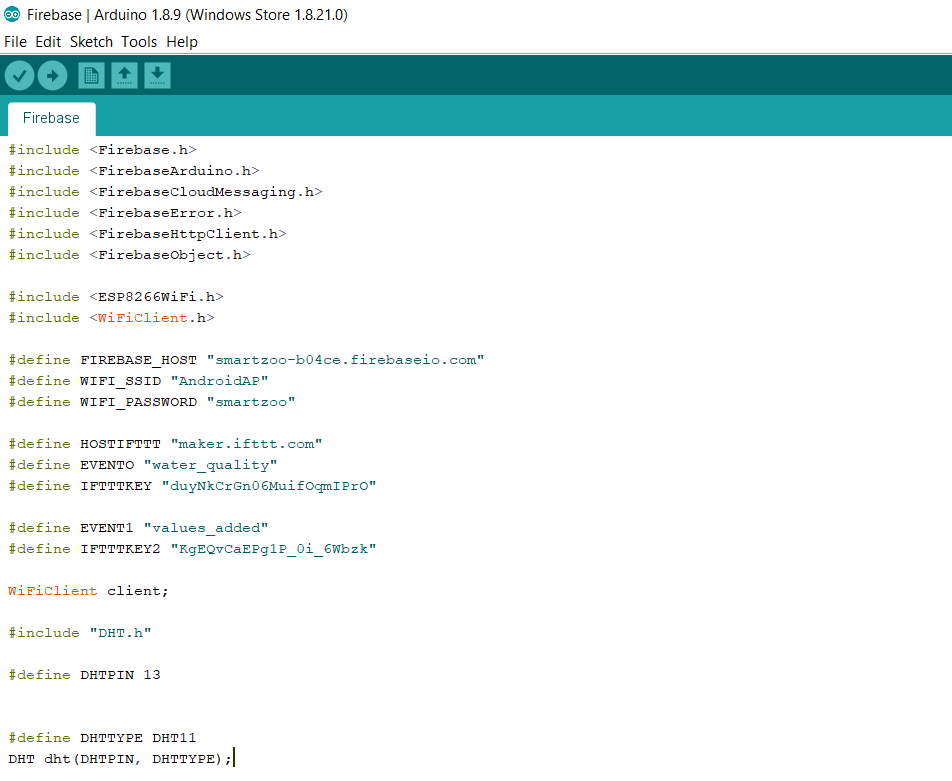 Firebase | Arduino 1.8.9 (Windows Store 1.8.21.0)
File Edit Sketch Tools Help
Firebase
#include <Firebase.h>
#include <FirebaseArduino.h>
#include <FirebaseCloudMessaging.h>
#include <FirebaseError.h>
#include <FirebaseHttpClient.h>
#include <FirebaseObject.h>
#include <ESP8266WiFi.h>
#include <WiFiClient.h>
#define FIREBASE_HOST "smartzoo-b04ce.firebaseio.com"
#define WIFI_SSID "AndroidAP"
#define WIFI_PASSWORD "smartzoo"
#define HOSTIFTTT "maker.ifttt.com"
#define EVENTO "water_quality"
#define IFTTTKEY "duyNkCrGn06MuifOqmIPrO"
#define EVENT1 "values_added"
#define IFTTTKEY2 "KgEQvCaEPg1P_0i_6Wbzk"
WiFiClient client;
#include "DHT.h"
#define DHTPIN 13
#define DHTTYPE DHT11
DHT dht(DHTPIN, DHTTYPE);